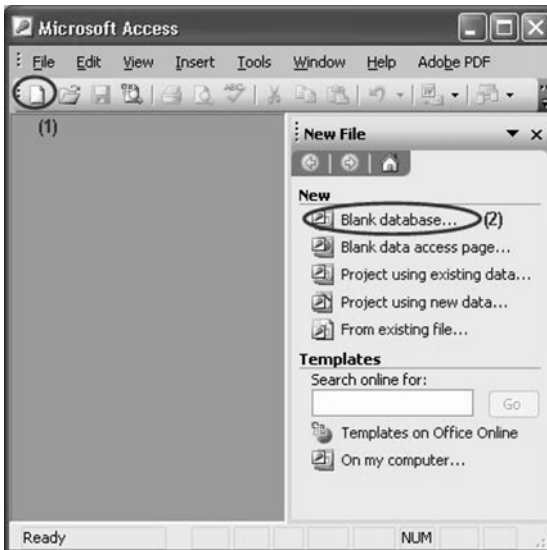 Microsoft Access
File Edit View Insert Tools Window Help Adobe PDF
(1)
New File
New
Blank database... (2)
Blank data access page...
Project using existing data...
Project using new data...
From existing file...
Templates
Search online for:
Go
Templates on Office Online
On my computer...
Ready NUM